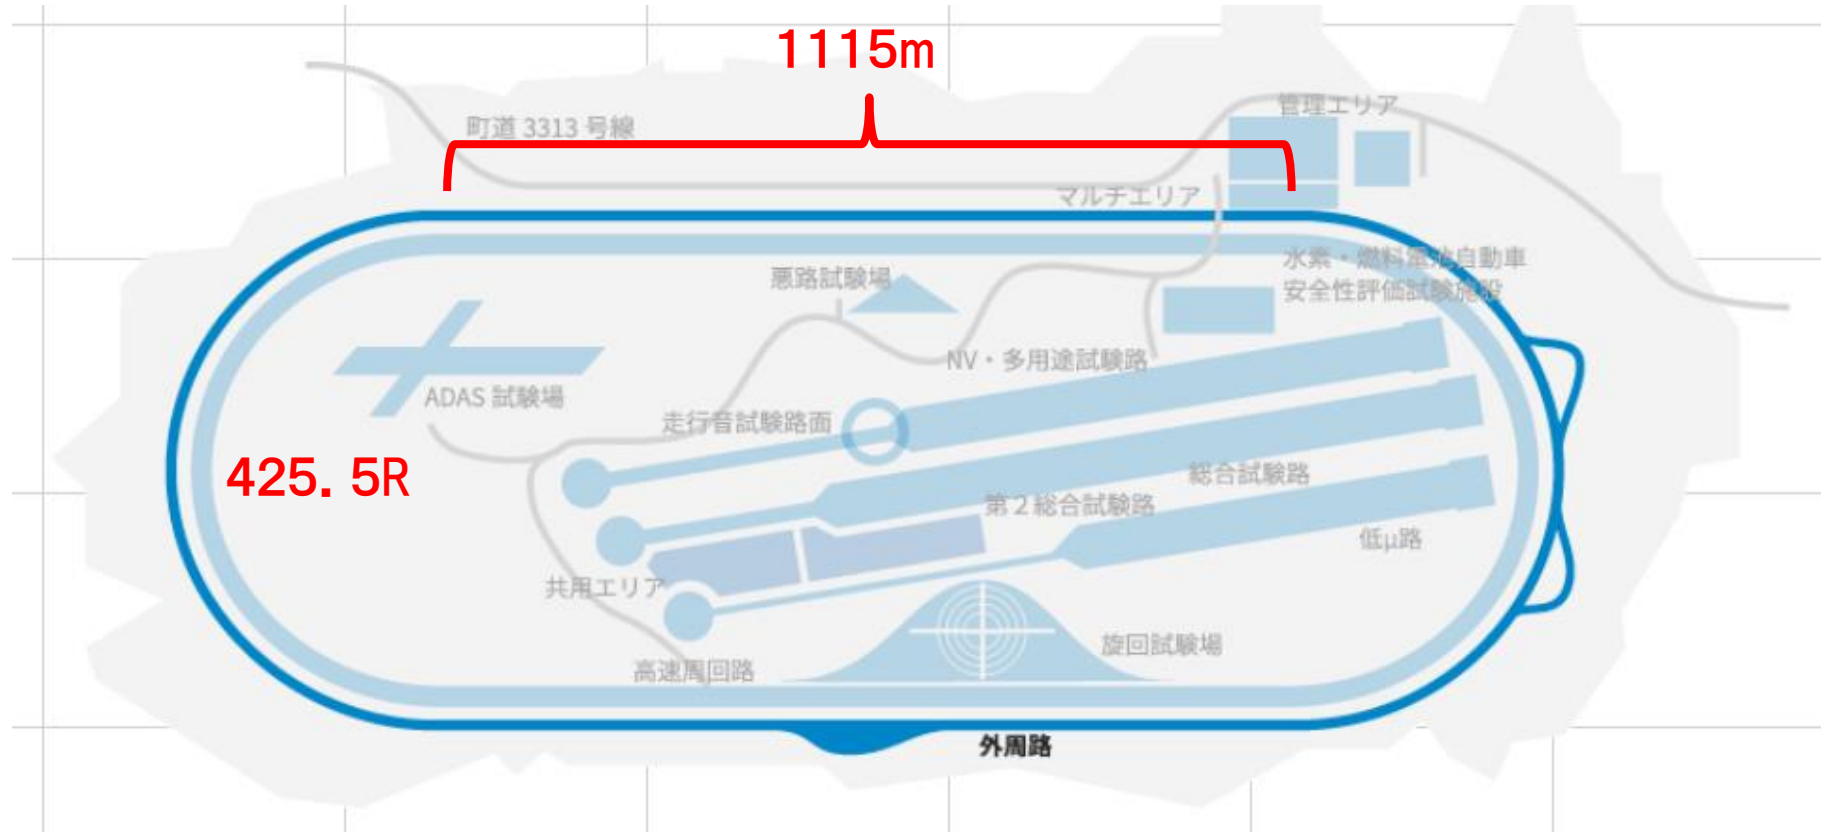 1115m
管理エリア
町道 3313 号線
マルチエリア
水素・燃料電池自動車
安全性評価試験施設
悪路試験場
NV・多用途試験路
ADAS 試験場
走行音試験路面
425.5R
総合試験路
第2総合試験路
低μ路
共用エリア
旋回試験場
高速周回路
外周路